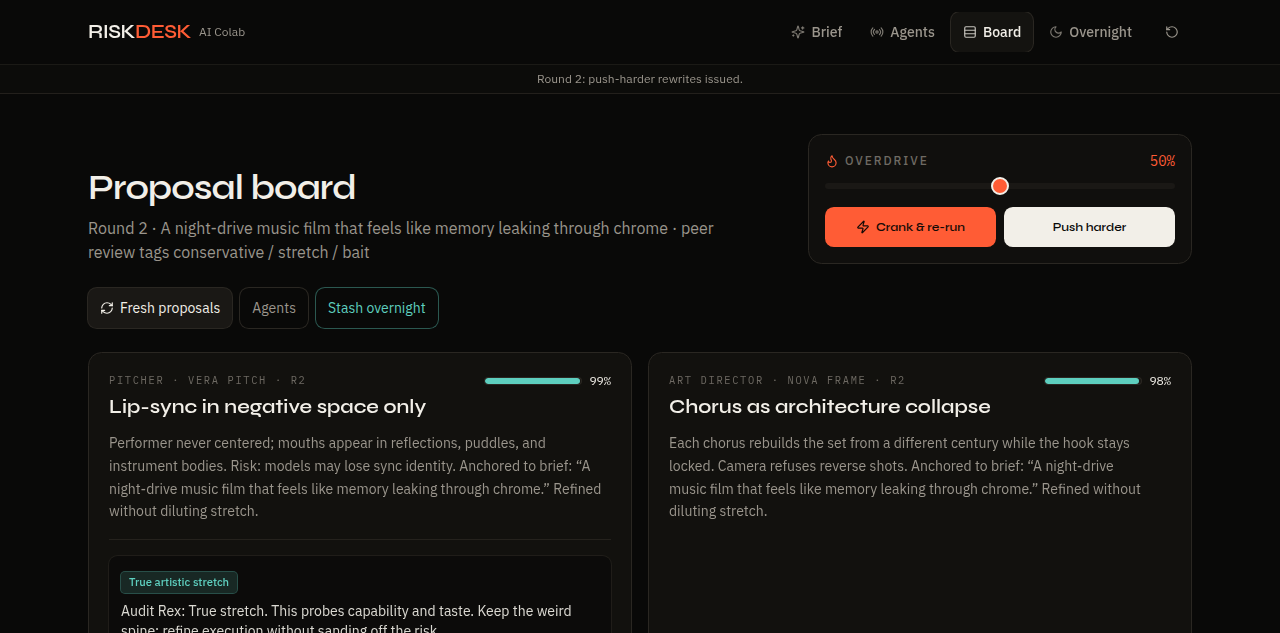 RISKDESK AI Colab
Brief
Agents
Board
Overnight
Round 2: push-harder rewrites issued.
Proposal board
Round 2 · A night-drive music film that feels like memory leaking through chrome · peer
review tags conservative / stretch / bait
OVERDRIVE 50%
Crank & re-run
Push harder
Fresh proposals
Agents
Stash overnight
PITCHER · VERA PITCH · R2 99%
Lip-sync in negative space only
Performer never centered; mouths appear in reflections, puddles, and
instrument bodies. Risk: models may lose sync identity. Anchored to brief: “A
night-drive music film that feels like memory leaking through chrome.” Refined
without diluting stretch.
True artistic stretch
Audit Rex: True stretch. This probes capability and taste. Keep the weird
spine; refine execution without sanding off the risk.
ART DIRECTOR · NOVA FRAME · R2 98%
Chorus as architecture collapse
Each chorus rebuilds the set from a different century while the hook stays
locked. Camera refuses reverse shots. Anchored to brief: “A night-drive
music film that feels like memory leaking through chrome.” Refined without
diluting stretch.